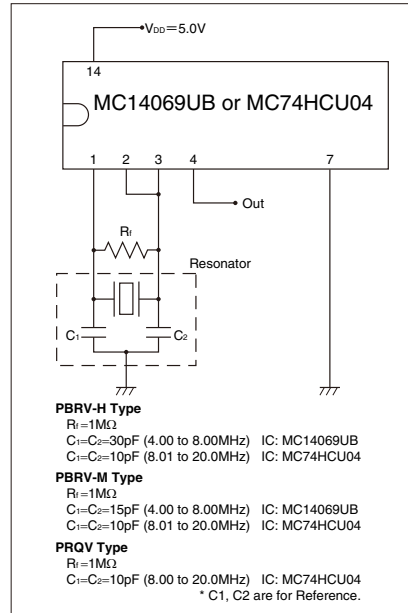 VDD=5.0V
14
MC14069UB or MC74HCU04
1 2 3 4 7
Out
Rf
Resonator
C1 C2
PBRV-H Type
Rf=1MΩ
C1=C2=30pF (4.00 to 8.00MHz) IC: MC14069UB
C1=C2=10pF (8.01 to 20.0MHz) IC: MC74HCU04
PBRV-M Type
Rf=1MΩ
C1=C2=15pF (4.00 to 8.00MHz) IC: MC14069UB
C1=C2=10pF (8.01 to 20.0MHz) IC: MC74HCU04
PRQV Type
Rf=1MΩ
C1=C2=10pF (8.00 to 20.0MHz) IC: MC74HCU04
* C1, C2 are for Reference.